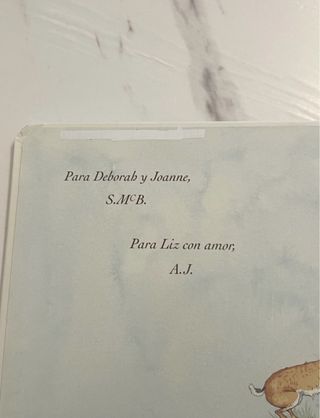 Para Deborah y Joanne,
S.McB.
Para Liz con amor,
A.J.